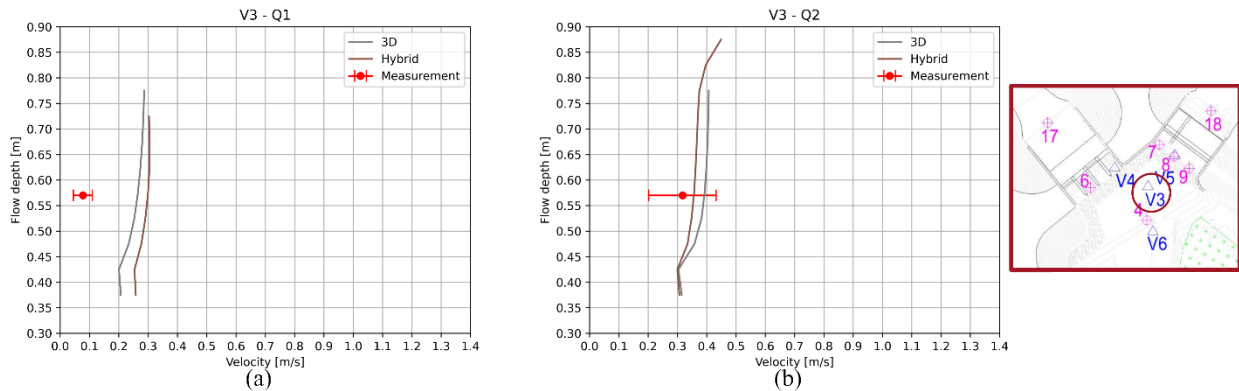 V3 - Q1
3D
Hybrid
Measurement
Flow depth [m]
0.90
0.85
0.80
0.75
0.70
0.65
0.60
0.55
0.50
0.45
0.40
0.35
0.30
0.0 0.1 0.2 0.3 0.4 0.5 0.6 0.7 0.8 0.9 1.0 1.1 1.2 1.3 1.4
Velocity [m/s]
(a)
V3 - Q2
3D
Hybrid
Measurement
Flow depth [m]
0.90
0.85
0.80
0.75
0.70
0.65
0.60
0.55
0.50
0.45
0.40
0.35
0.30
0.0 0.1 0.2 0.3 0.4 0.5 0.6 0.7 0.8 0.9 1.0 1.1 1.2 1.3 1.4
Velocity [m/s]
(b)
17
18
7
8
9
6
V4
V5
V3
4
V6